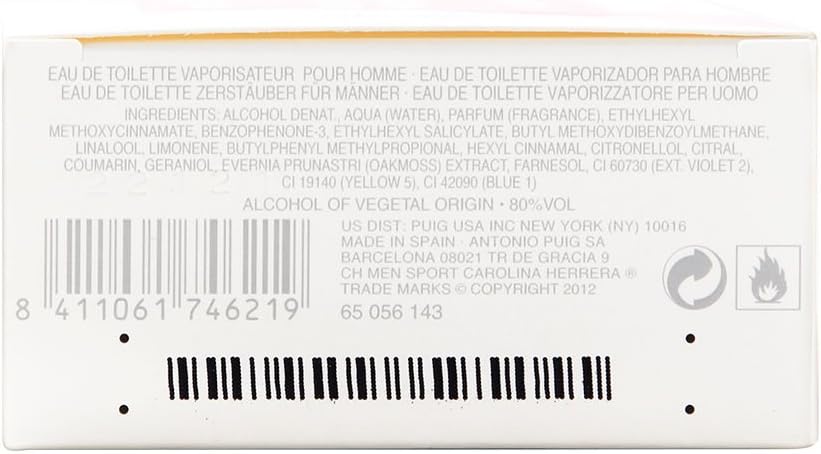 EAU DE TOILETTE VAPORISATEUR POUR HOMME · EAU DE TOILETTE VAPORIZADOR PARA HOMBRE
EAU DE TOILETTE ZERSTÄUBER FÜR MÄNNER · EAU DE TOILETTE VAPORIZZATORE PER UOMO
INGREDIENTS: ALCOHOL DENAT., AQUA (WATER), PARFUM (FRAGRANCE), ETHYLHEXYL
METHOXYCINNAMATE, BENZOPHENONE-3, ETHYLHEXYL SALICYLATE, BUTYL METHOXYDIBENZOYLMETHANE,
LINALOOL, LIMONENE, BUTYLPHENYL METHYLPROPIONAL, HEXYL CINNAMAL, CITRONELLOL, CITRAL,
COUMARIN, GERANIOL, EVERNIA PRUNASTRI (OAKMOSS) EXTRACT, FARNESOL, CI 60730 (EXT. VIOLET 2),
CI 19140 (YELLOW 5), CI 42090 (BLUE 1)
ALCOHOL OF VEGETAL ORIGIN · 80%VOL
US DIST: PUIG USA INC NEW YORK (NY) 10016
MADE IN SPAIN · ANTONIO PUIG SA
BARCELONA 08021 TR DE GRACIA 9
CH MEN SPORT CAROLINA HERRERA ®
TRADE MARKS © COPYRIGHT 2012
8 411061 746219
65 056 143